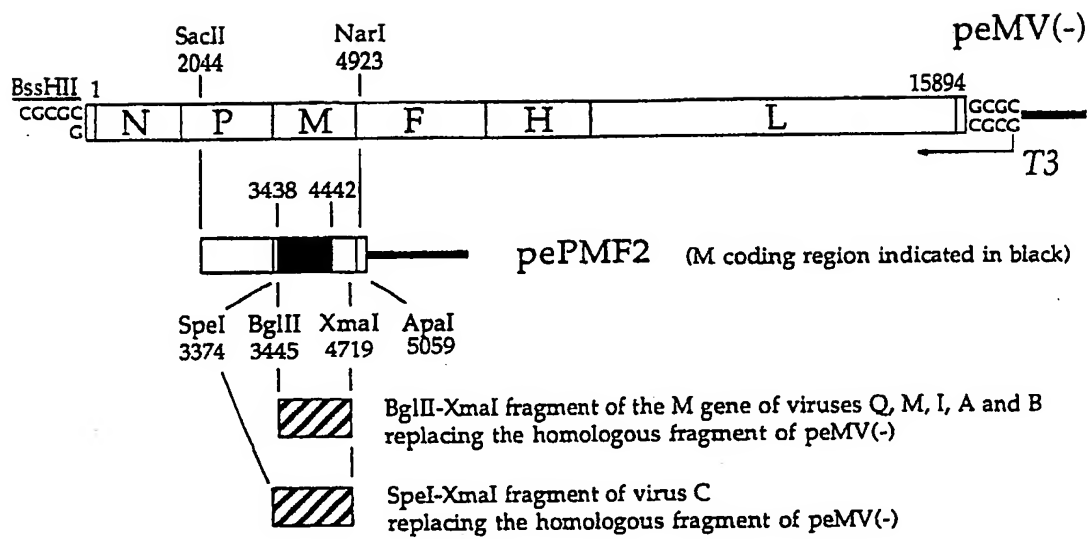 peMV(-)
SacII NarI
2044 4923
BssHII 1 15894
CGCGC GCGC
G CGCG
N P M F H L
T3
3438 4442
pePMF2 (M coding region indicated in black)
SpeI BglII XmaI ApaI
3374 3445 4719 5059
BglII-XmaI fragment of the M gene of viruses Q, M, I, A and B
replacing the homologous fragment of peMV(-)
SpeI-XmaI fragment of virus C
replacing the homologous fragment of peMV(-)